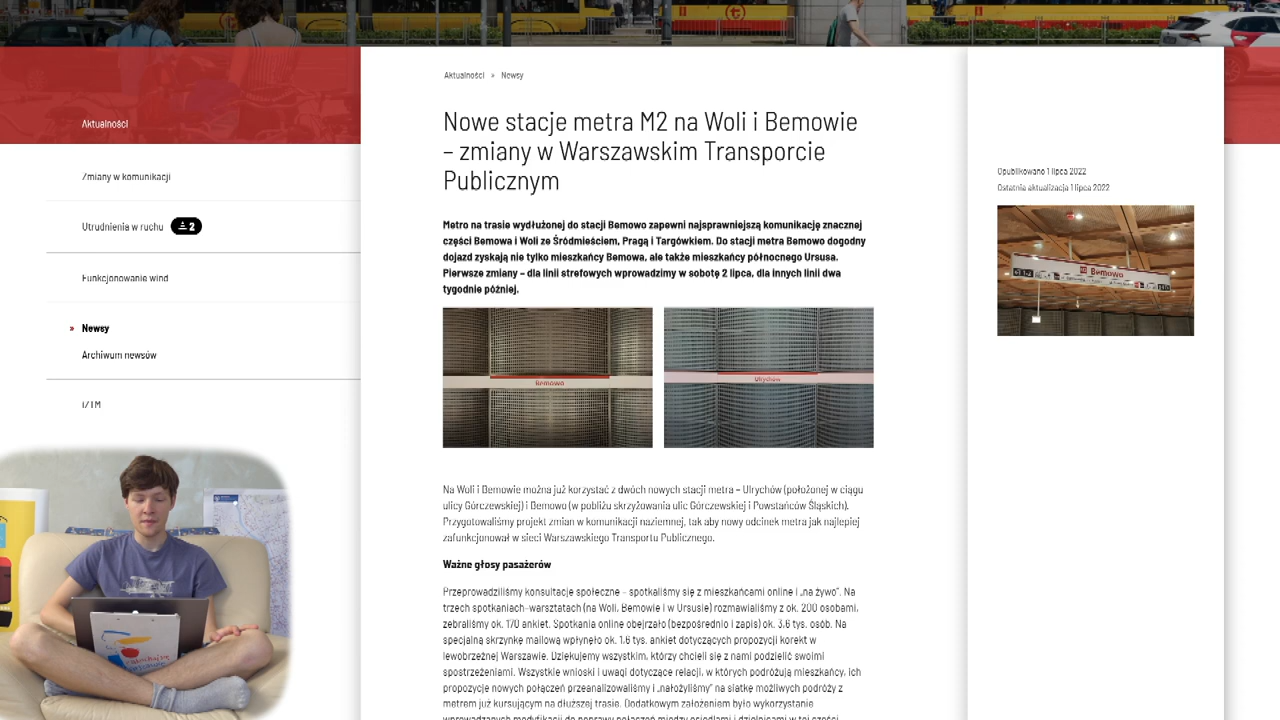 Aktualności
Zmiany w komunikacji
Utrudnienia w ruchu 2
Funkcjonowanie wind
» Newsy
Archiwum newsów
ZTM
Aktualności » Newsy
Nowe stacje metra M2 na Woli i Bemowie
– zmiany w Warszawskim Transporcie
Publicznym
Metro na trasie wydłużonej do stacji Bemowo zapewni najsprawniejszą komunikację znacznej
części Bemowa i Woli ze Śródmieściem, Pragą i Targówkiem. Do stacji metra Bemowo dogodny
dojazd zyskają nie tylko mieszkańcy Bemowa, ale także mieszkańcy północnego Ursusa.
Pierwsze zmiany – dla linii strefowych wprowadzimy w sobotę 2 lipca, dla innych linii dwa
tygodnie później.
Bemowo
Ulrychów
Na Woli i Bemowie można już korzystać z dwóch nowych stacji metra – Ulrychów (położonej w ciągu
ulicy Górczewskiej) i Bemowo (w pobliżu skrzyżowania ulic Górczewskiej i Powstańców Śląskich).
Przygotowaliśmy projekt zmian w komunikacji naziemnej, tak aby nowy odcinek metra jak najlepiej
zafunkcjonował w sieci Warszawskiego Transportu Publicznego.
Ważne głosy pasażerów
Przeprowadziliśmy konsultacje społeczne – spotkaliśmy się z mieszkańcami online i „na żywo”. Na
trzech spotkaniach-warsztatach (na Woli, Bemowie i w Ursusie) rozmawialiśmy z ok. 200 osobami,
zebraliśmy ok. 170 ankiet. Spotkania online obejrzało (bezpośrednio i zapis) ok. 3,6 tys. osób. Na
specjalną skrzynkę mailową wpłynęło ok. 1,6 tys. ankiet dotyczących propozycji korekt w
lewobrzeżnej Warszawie. Dziękujemy wszystkim, którzy chcieli się z nami podzielić swoimi
spostrzeżeniami. Wszystkie wnioski i uwagi dotyczące relacji, w których podróżują mieszkańcy, ich
propozycje nowych połączeń przeanalizowaliśmy i „nałożyliśmy” na siatkę możliwych podróży z
metrem już kursującym na dłuższej trasie. Dodatkowym założeniem było wykorzystanie
wprowadzanych modyfikacji do poprawy połączeń między osiedlami i dzielnicami w tej części
Opublikowano 1 lipca 2022
Ostatnia aktualizacja 1 lipca 2022
Bemowo